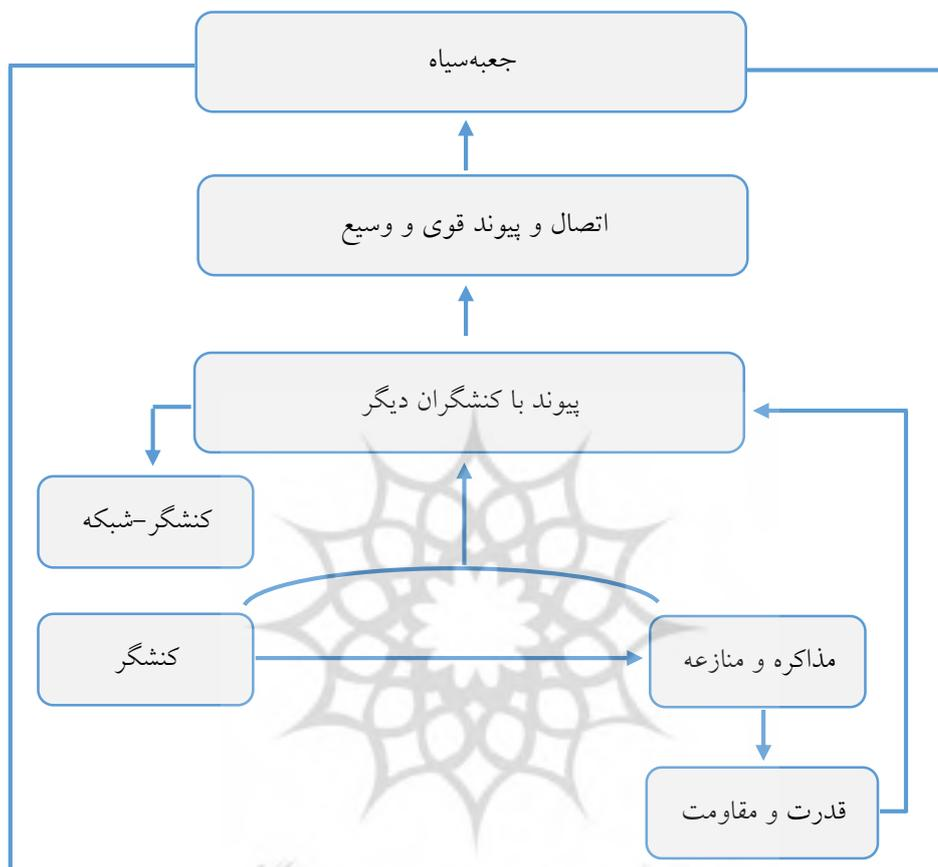 جعبه‌سیاه
اتصال و پیوند قوی و وسیع
پیوند با کنشگران دیگر
کنشگر-شبکه
کنشگر
مذاکره و منازعه
قدرت و مقاومت